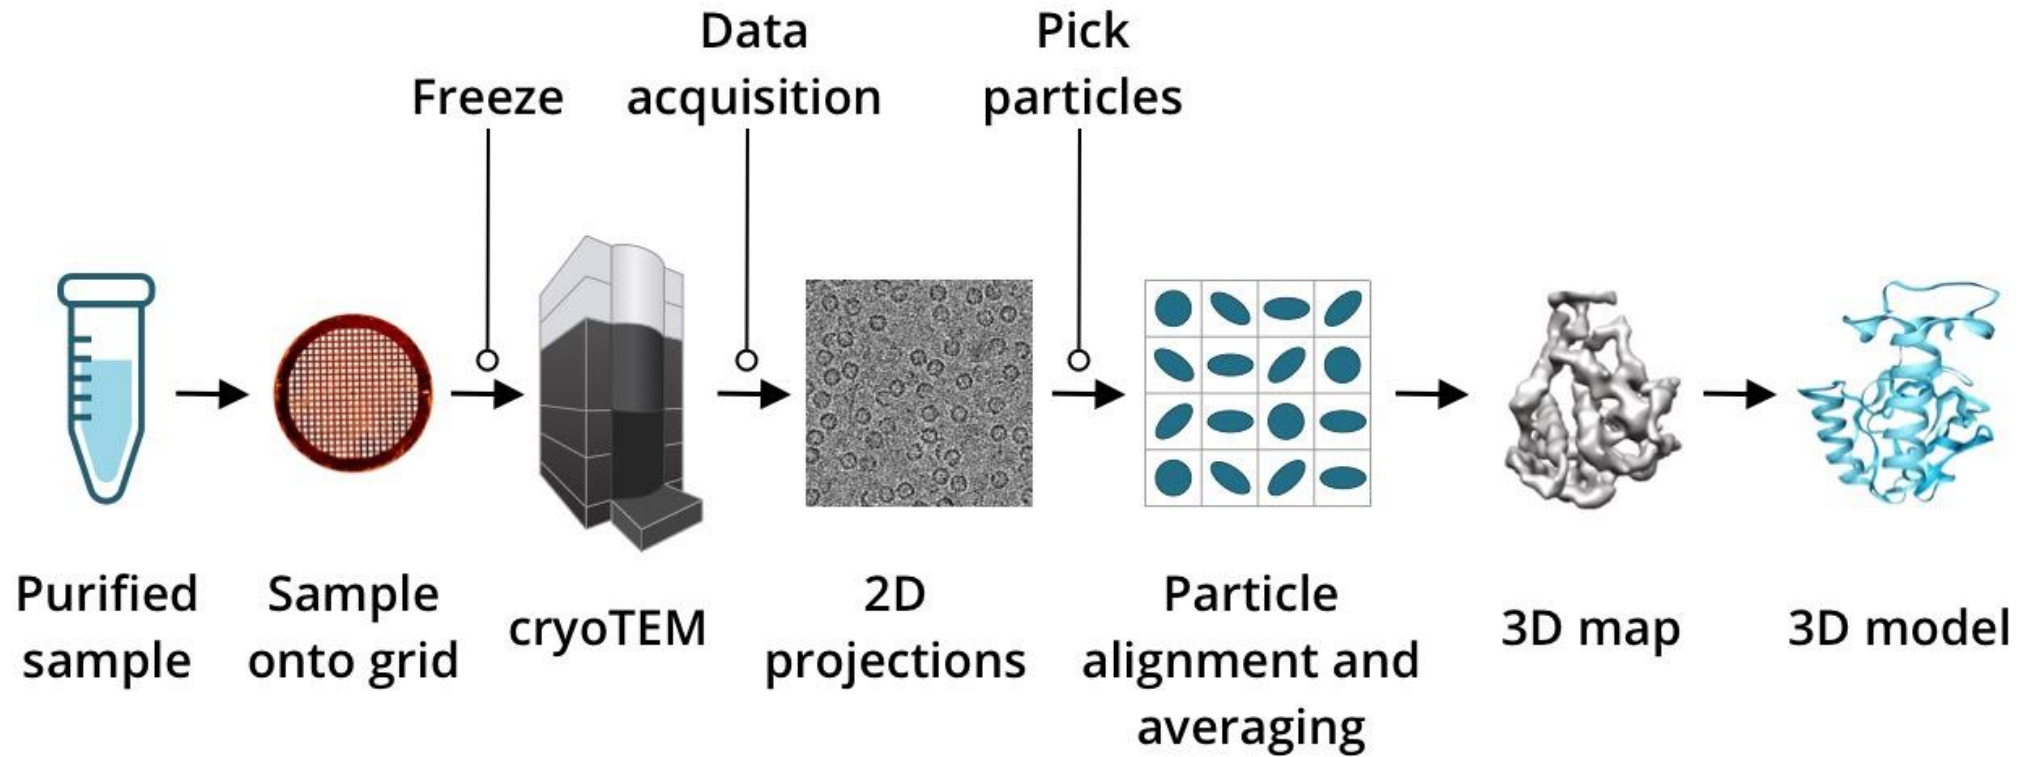 Data
Pick
Freeze
acquisition
particles
Purified
sample
Sample
onto grid
cryoTEM
2D
projections
Particle
alignment and
averaging
3D map
3D model